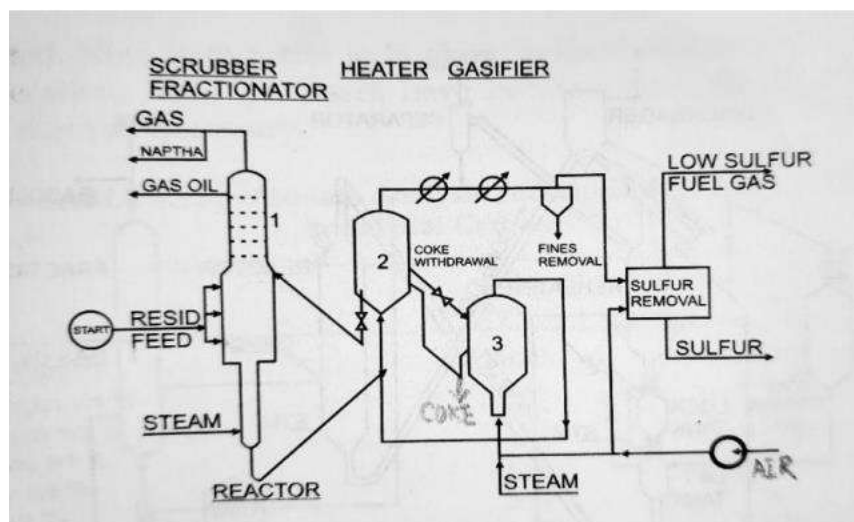 SCRUBBER
FRACTIONATOR
HEATER
GASIFIER
GAS
NAPTHA
GAS OIL
1
2
COKE
WITHDRAWAL
FINES
REMOVAL
LOW SULFUR
FUEL GAS
SULFUR
REMOVAL
START
RESID
FEED
3
SULFUR
COKE
STEAM
AIR
STEAM
REACTOR